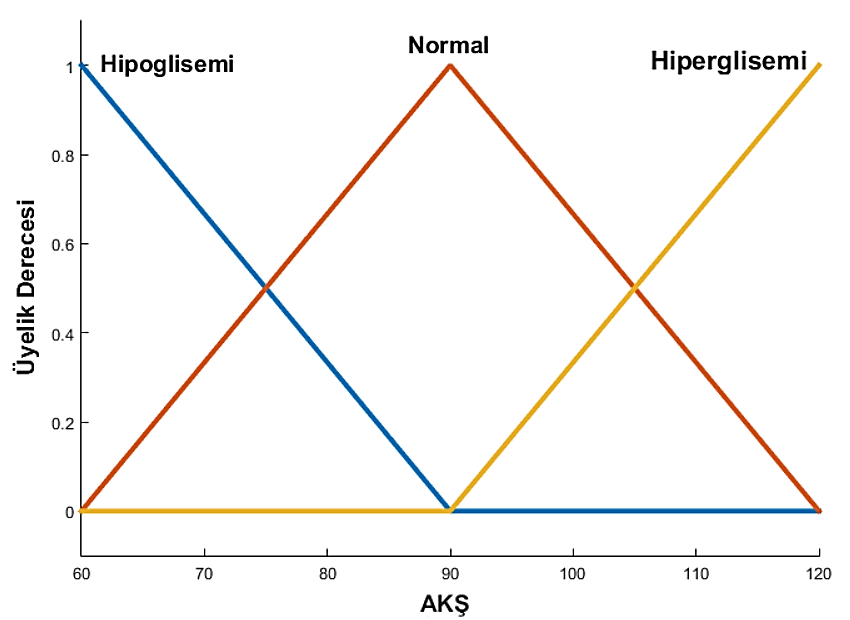 Normal
Hipoglisemi
Hiperglisemi
1
0.8
0.6
0.4
0.2
0
Üyelik Derecesi
60 70 80 90 100 110 120
AKŞ